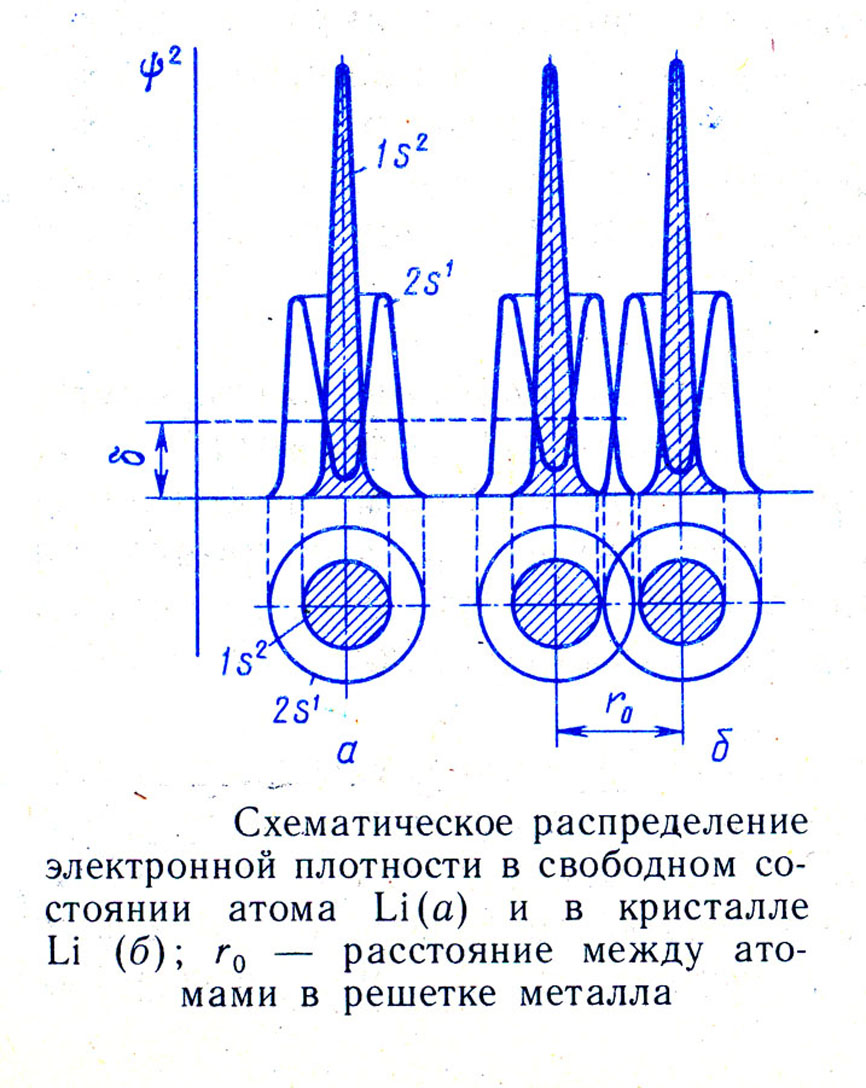 ψ²
1s²
2s¹
δ
1s²
2s¹
r₀
а
б
Схематическое распределение
электронной плотности в свободном со-
стоянии атома Li (а) и в кристалле
Li (б); r₀ — расстояние между ато-
мами в решетке металла